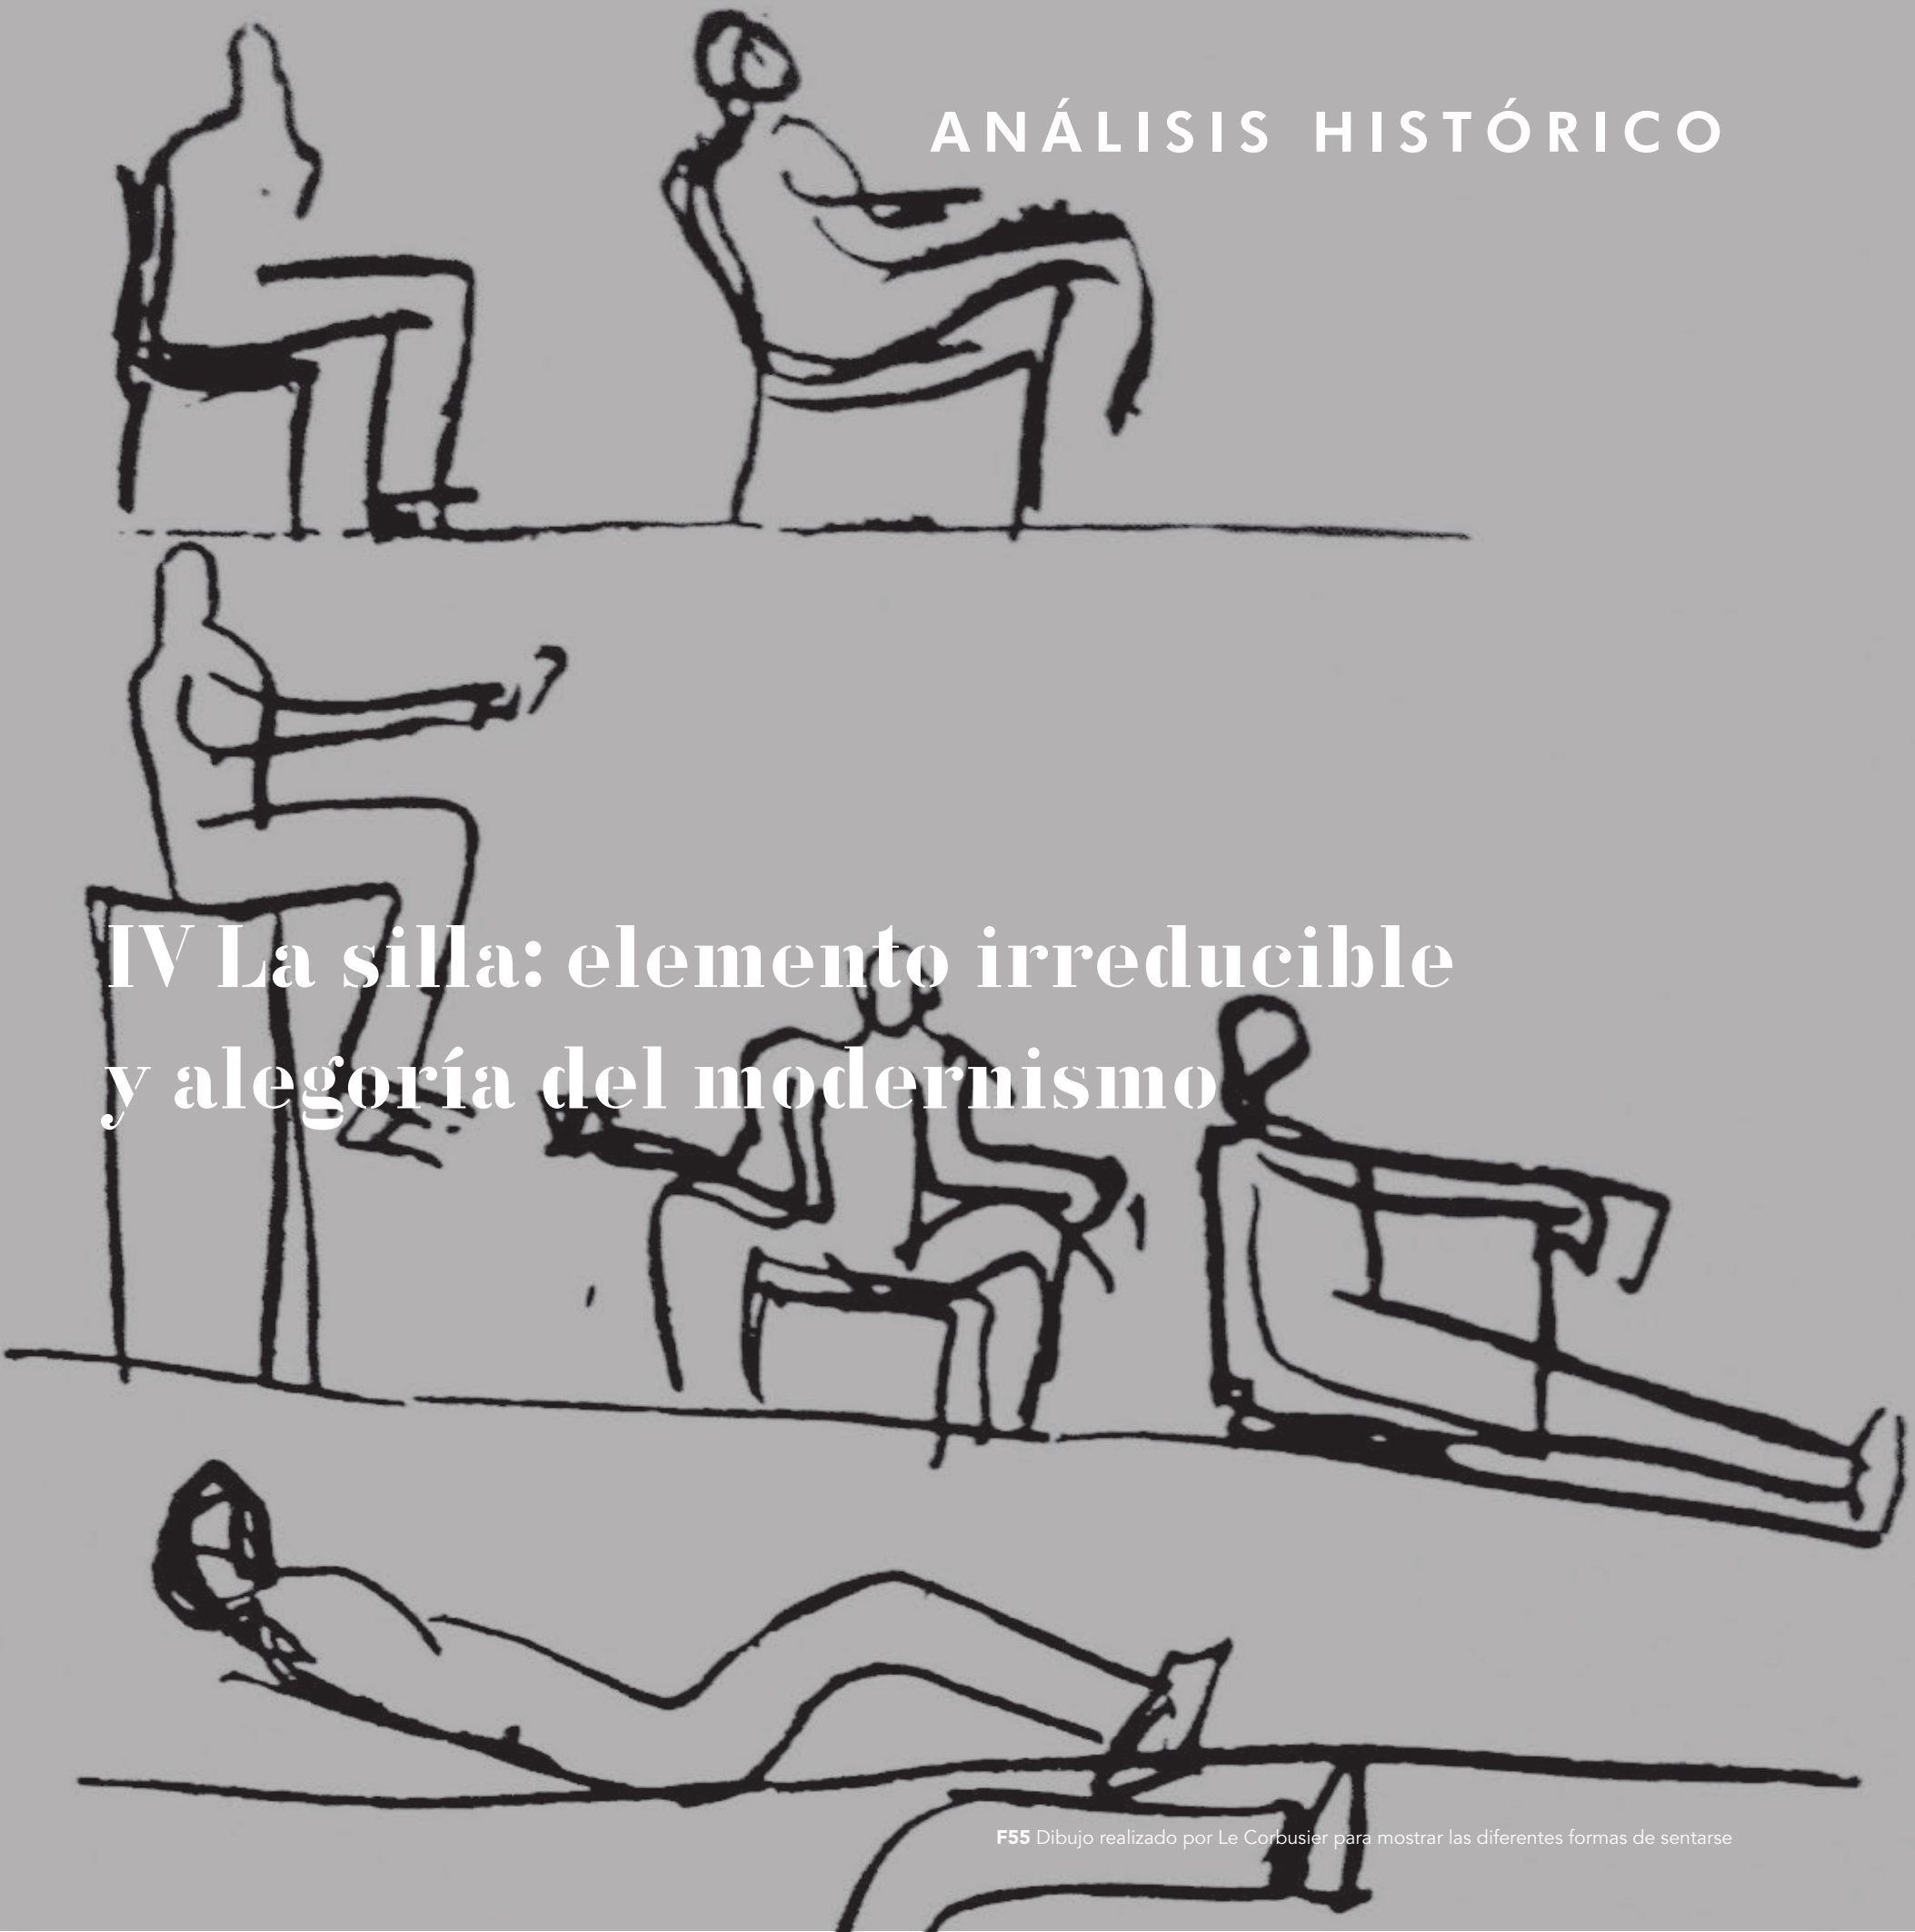 ANÁLISIS HISTÓRICO
IV La silla: elemento irreducible
y alegoría del modernismo
F55 Dibujo realizado por Le Corbusier para mostrar las diferentes formas de sentarse